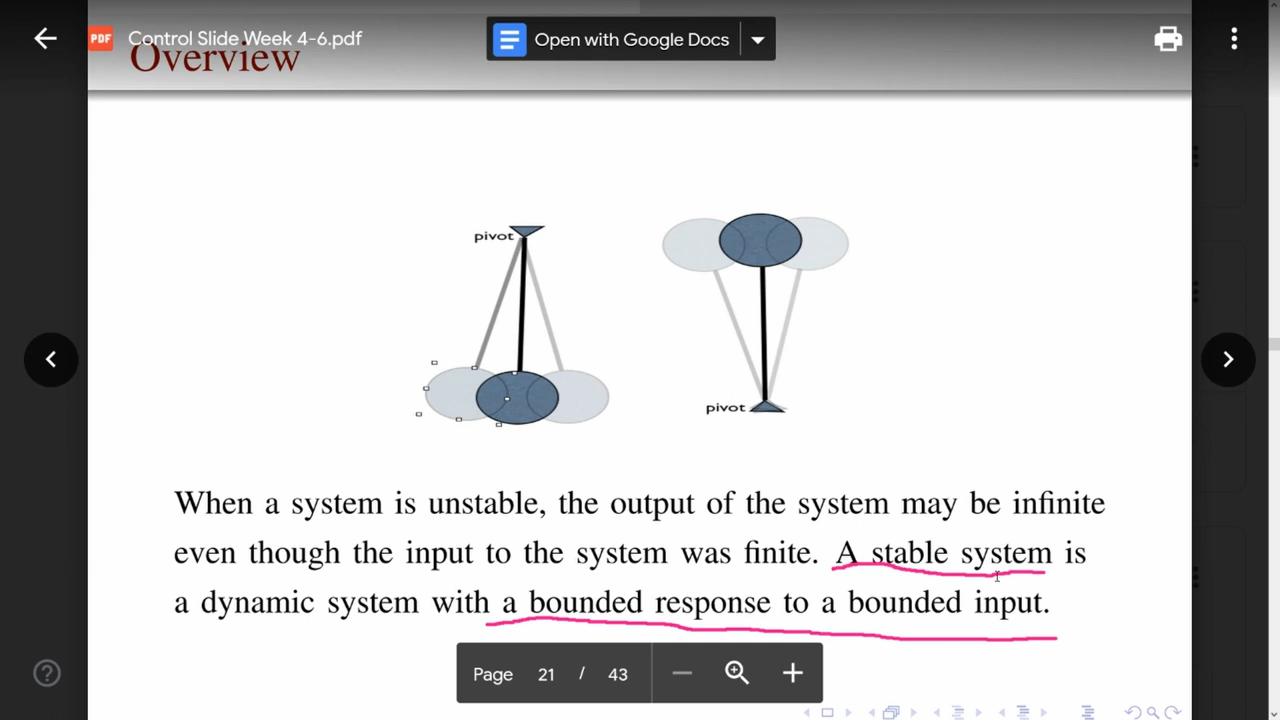 PDF Control Slide Week 4-6.pdf
Open with Google Docs
Overview
pivot
pivot
When a system is unstable, the output of the system may be infinite
even though the input to the system was finite. A stable system is
a dynamic system with a bounded response to a bounded input.
Page 21 / 43